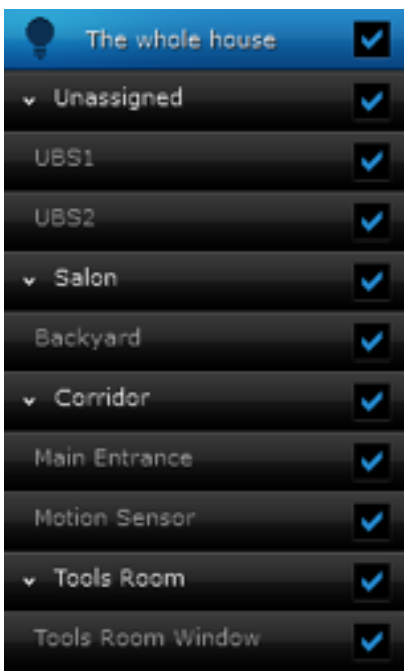 The whole house
Unassigned
UBS1
UBS2
Salon
Backyard
Corridor
Main Entrance
Motion Sensor
Tools Room
Tools Room Window